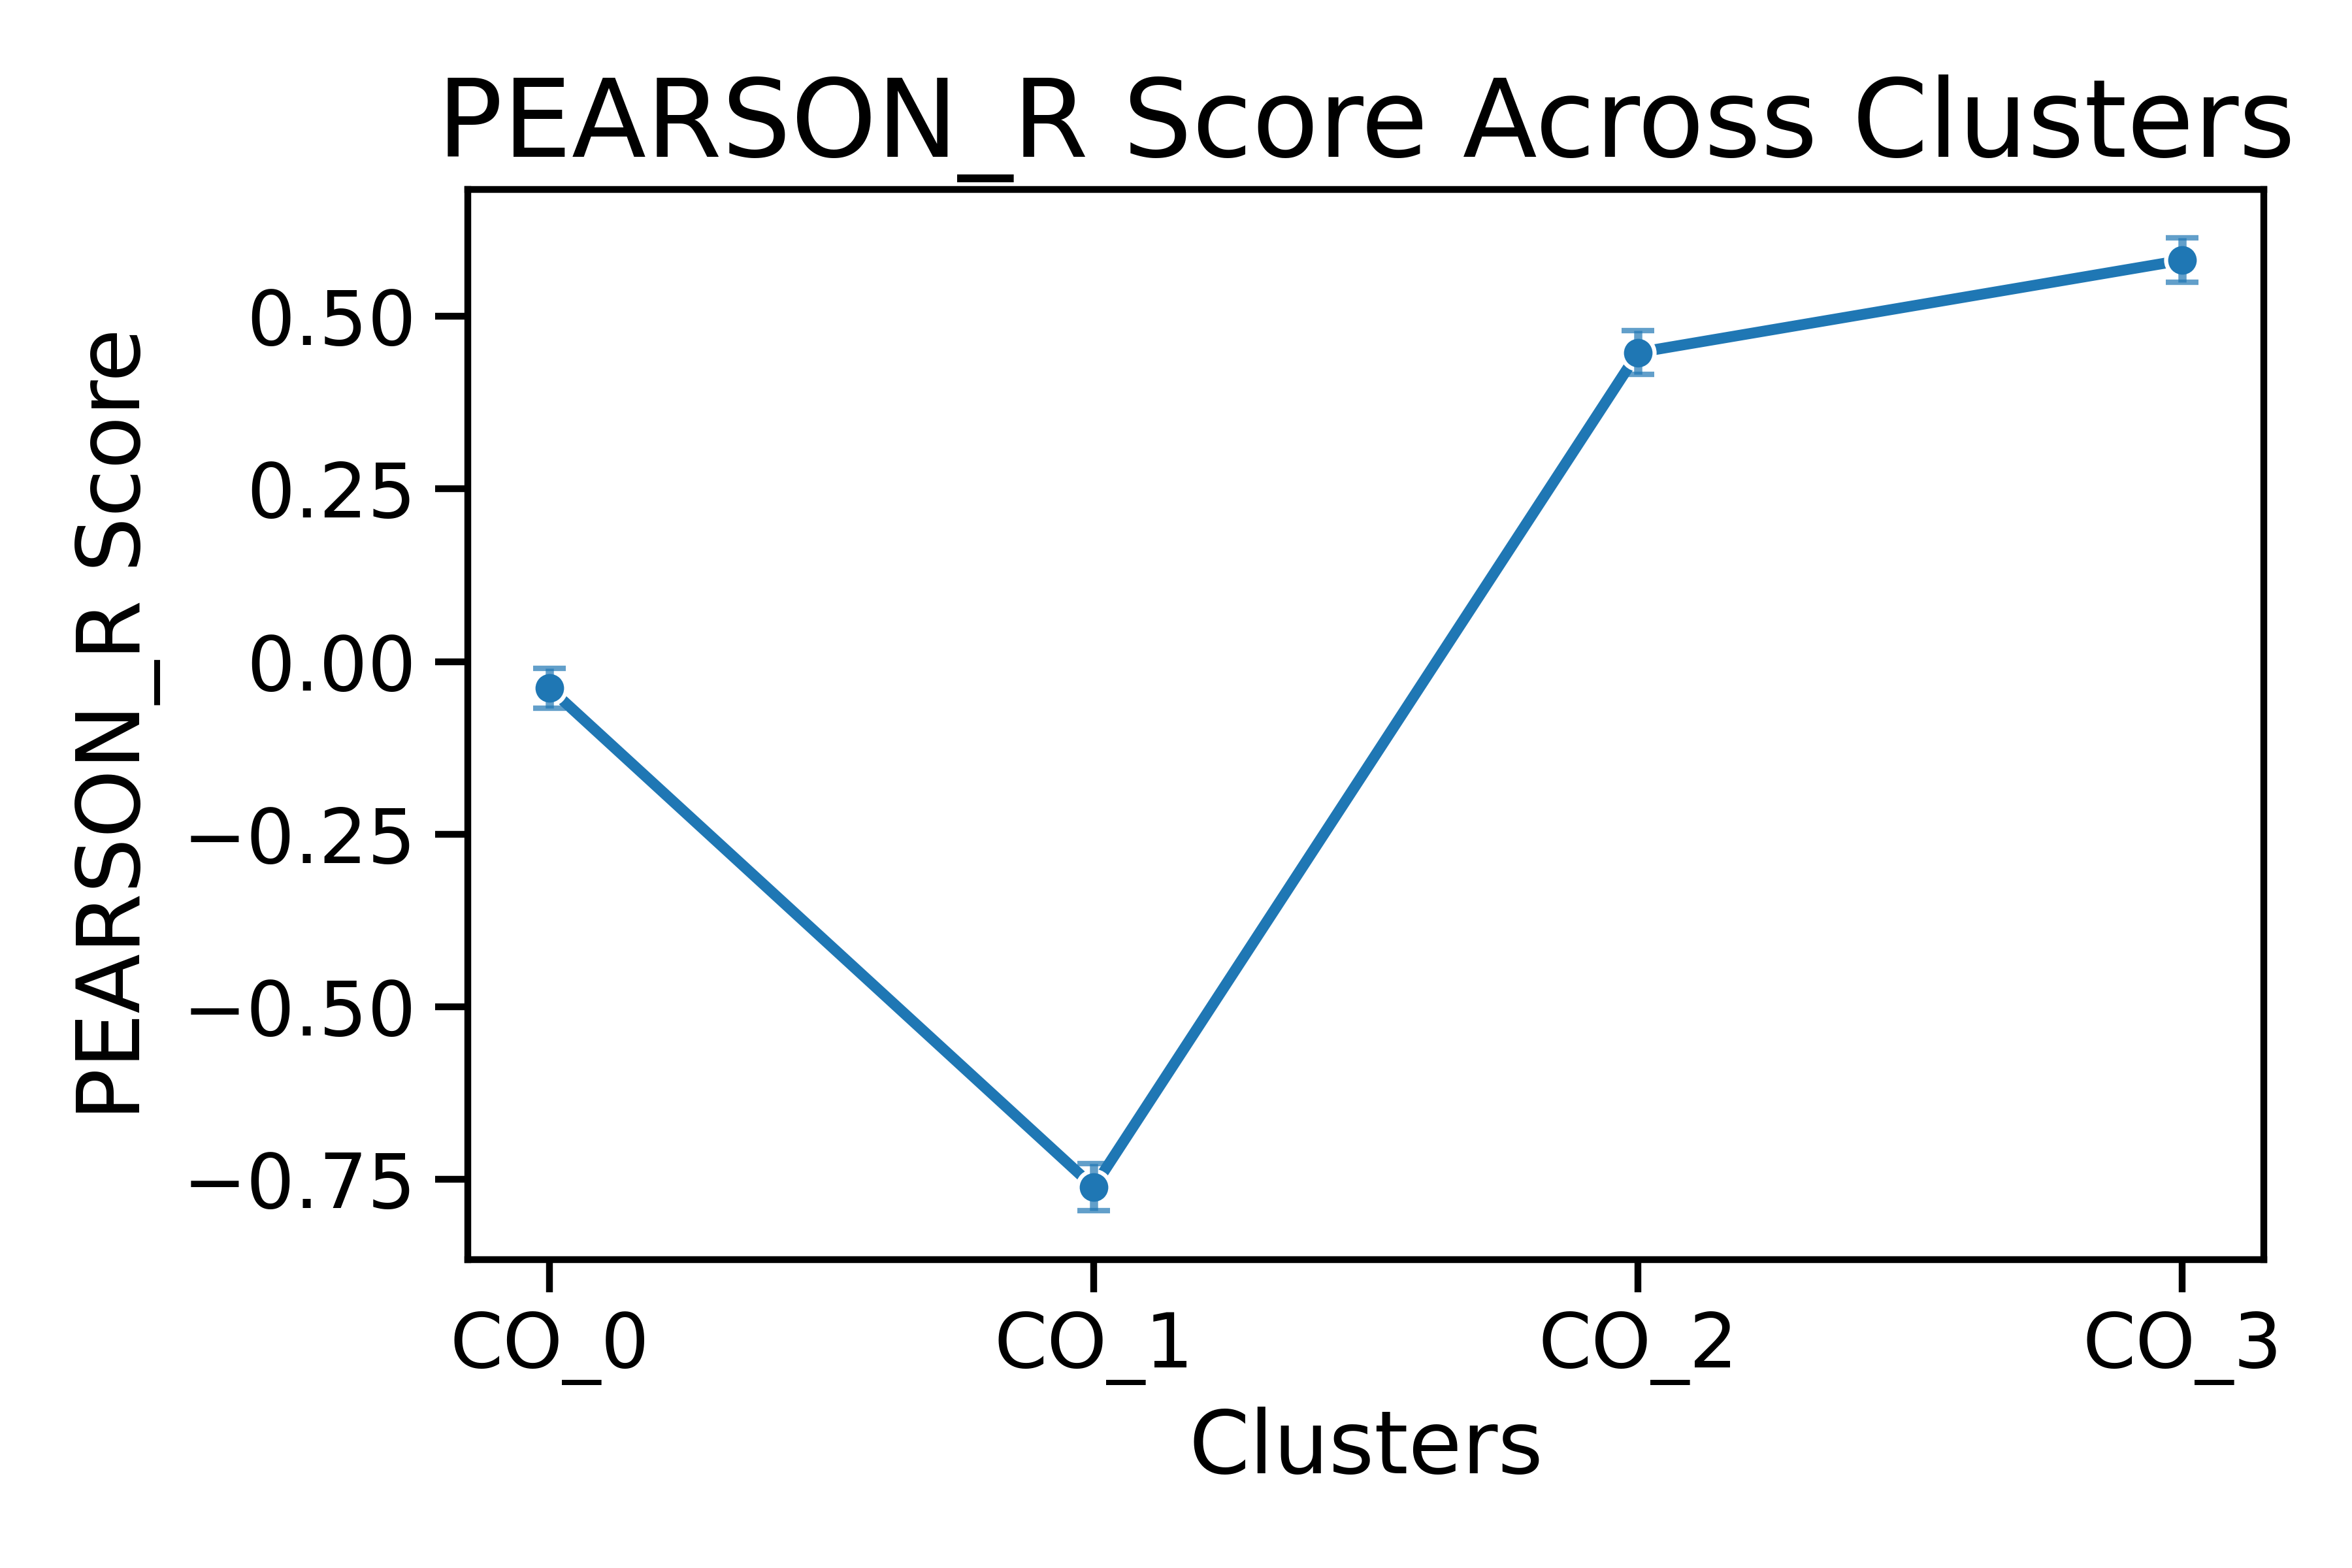 PEARSON_R Score Across Clusters
PEARSON_R Score
0.50
0.25
0.00
−0.25
−0.50
−0.75
CO_0 CO_1 CO_2 CO_3
Clusters